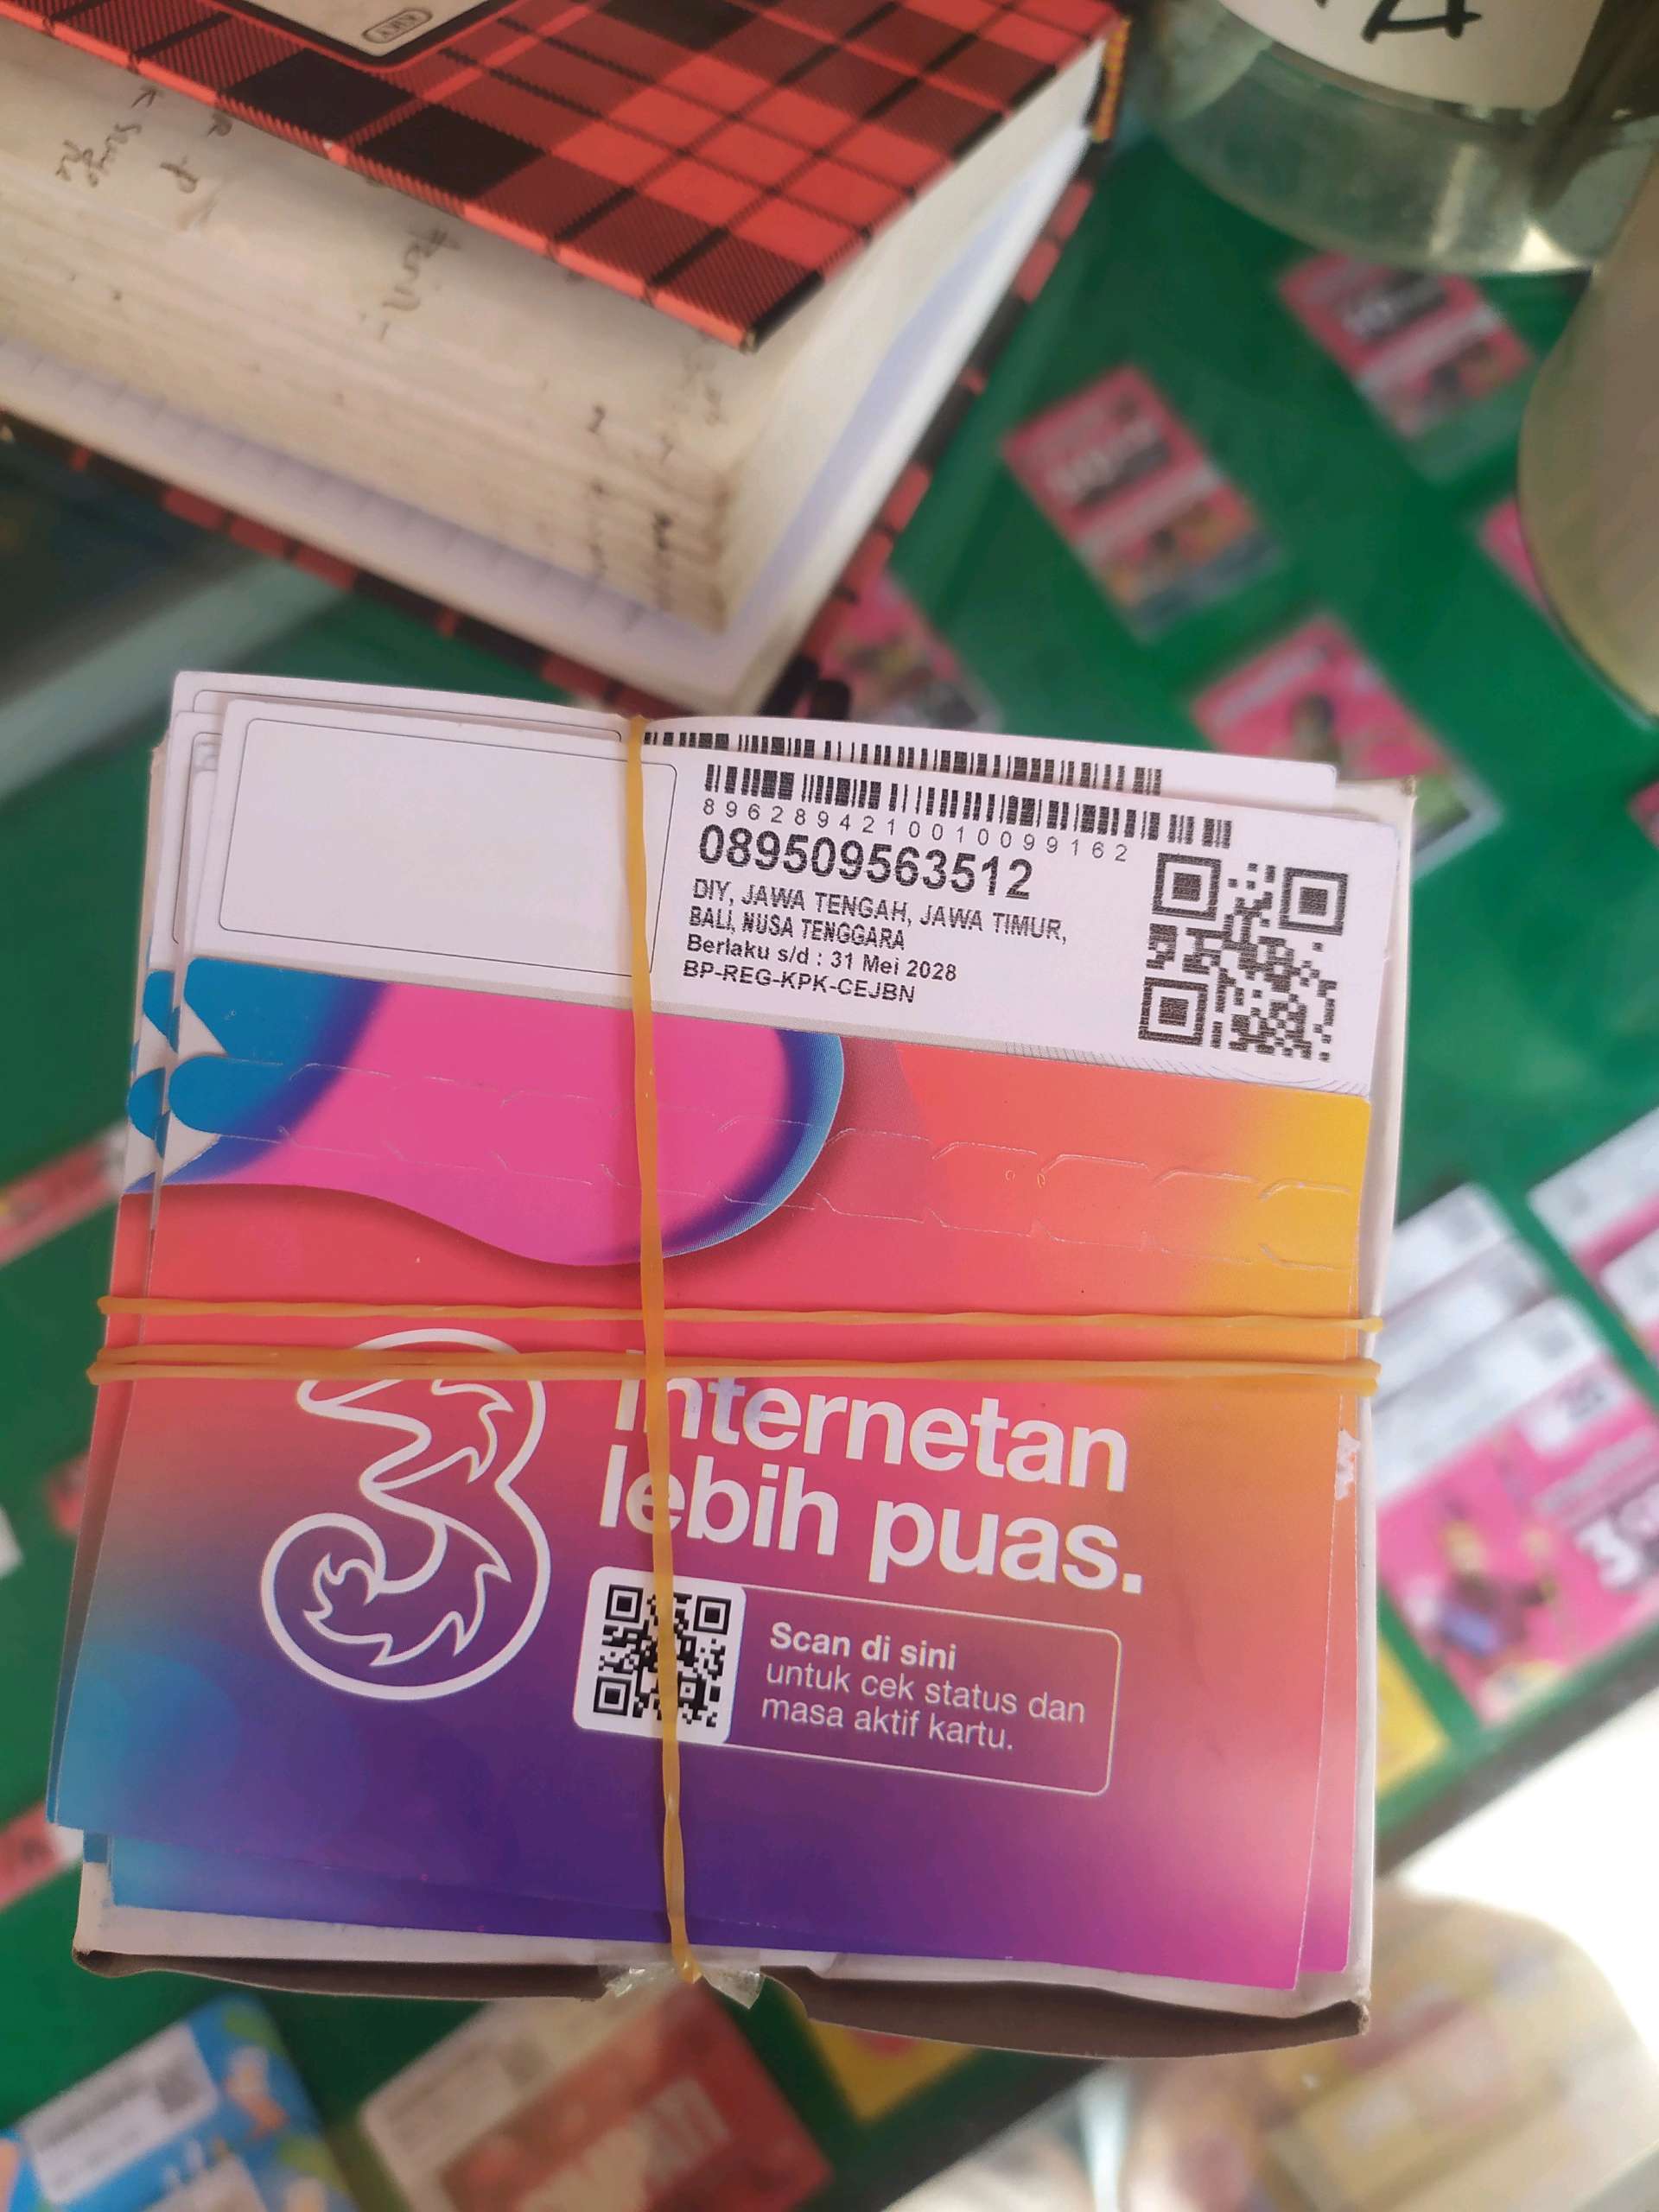 8962894210010099162
089509563512
DIY, JAWA TENGAH, JAWA TIMUR,
BALI, NUSA TENGGARA
Berlaku s/d : 31 Mei 2028
BP-REG-KPK-CEJBN
3
internetan
lebih puas.
Scan di sini
untuk cek status dan
masa aktif kartu.